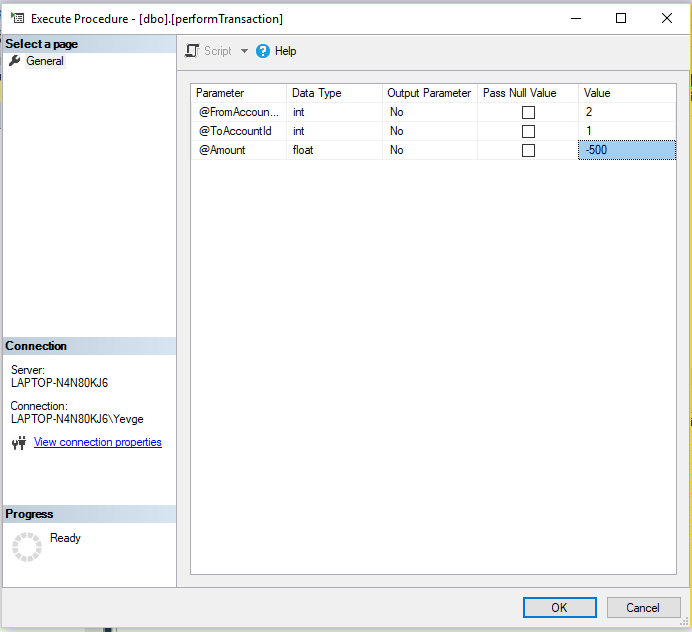 Execute Procedure - [dbo].[performTransaction]
Select a page
General
Script
Help
Parameter Data Type Output Parameter Pass Null Value Value
@FromAccoun... int No 2
@ToAccountId int No 1
@Amount float No -500
Connection
Server:
LAPTOP-N4N80KJ6
Connection:
LAPTOP-N4N80KJ6\Yevge
View connection properties
Progress
Ready
OK Cancel